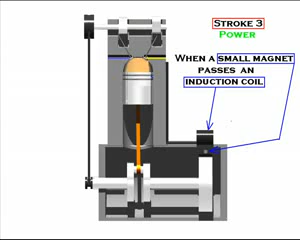 STROKE 3
POWER
WHEN A SMALL MAGNET
PASSES AN
INDUCTION COIL